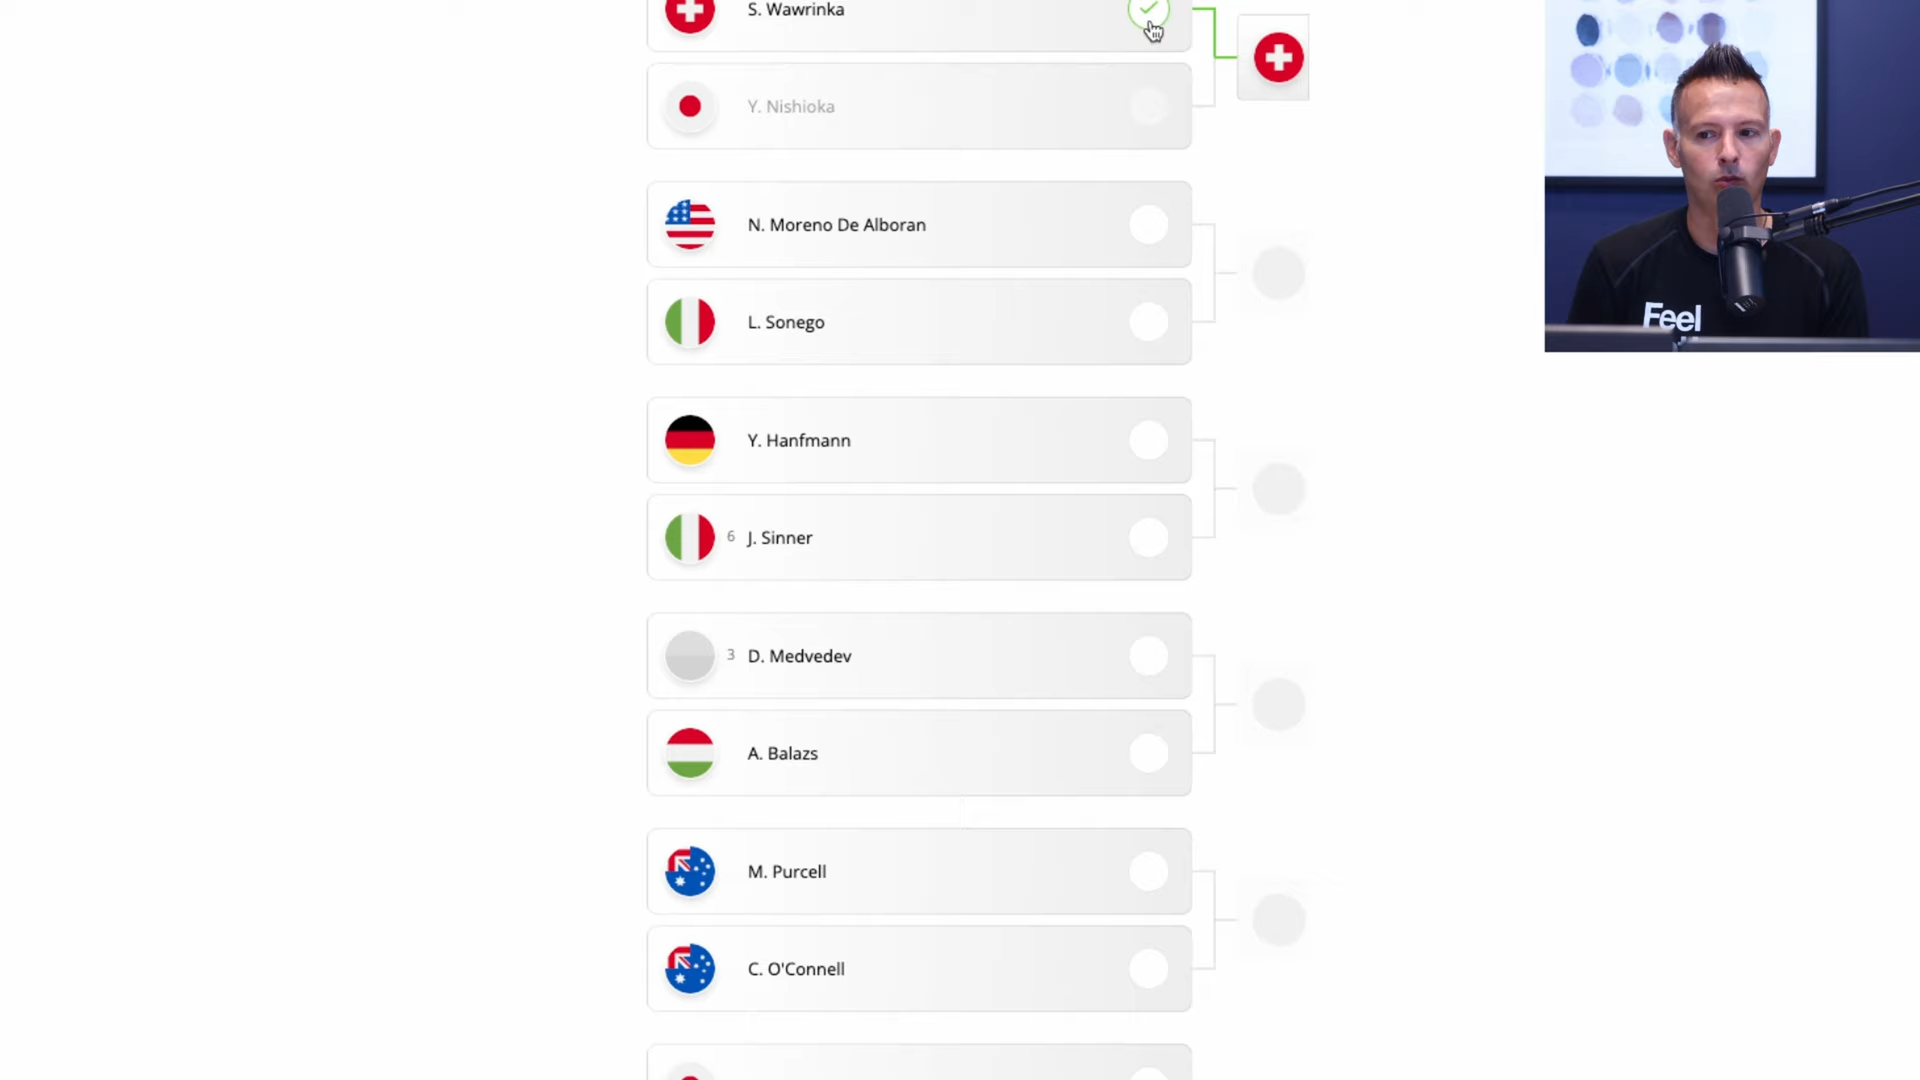 S. Wawrinka
Y. Nishioka
N. Moreno De Alboran
L. Sonego
Y. Hanfmann
6 J. Sinner
3 D. Medvedev
A. Balazs
M. Purcell
C. O'Connell
Feel